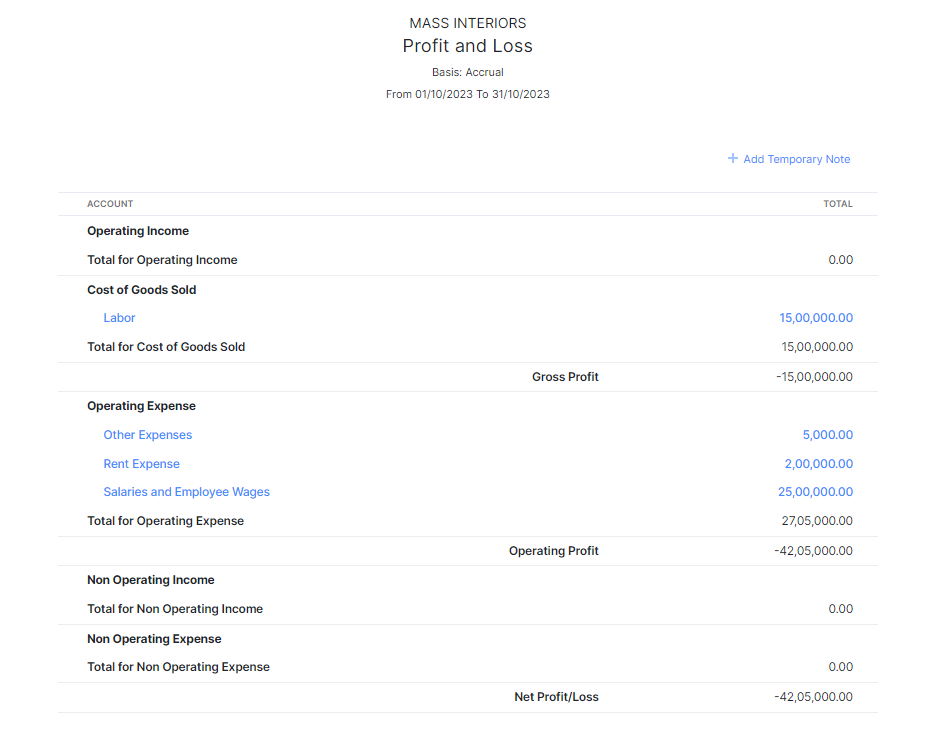 MASS INTERIORS
Profit and Loss
Basis: Accrual
From 01/10/2023 To 31/10/2023
+ Add Temporary Note
ACCOUNT TOTAL
Operating Income
Total for Operating Income 0.00
Cost of Goods Sold
Labor 15,00,000.00
Total for Cost of Goods Sold 15,00,000.00
Gross Profit -15,00,000.00
Operating Expense
Other Expenses 5,000.00
Rent Expense 2,00,000.00
Salaries and Employee Wages 25,00,000.00
Total for Operating Expense 27,05,000.00
Operating Profit -42,05,000.00
Non Operating Income
Total for Non Operating Income 0.00
Non Operating Expense
Total for Non Operating Expense 0.00
Net Profit/Loss -42,05,000.00